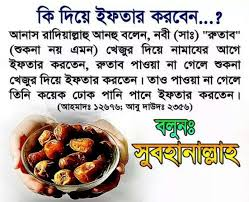 কি দিয়ে ইফতার করবেন...?
আনাস রাদিয়াল্লাহু আনহু বলেন, নবী (সাঃ) "রুতাব"
(শুকনা নয় এমন) খেজুর দিয়ে নামাযের আগে
ইফতার করতেন, রুতাব পাওয়া না গেলে শুকনা
খেজুর দিয়ে ইফতার করতেন। তাও পাওয়া না গেলে
তিনি কয়েক ঢোক পানি পানে ইফতার করতেন।
(আহমাদঃ ১২৬৭৬; আবু দাউদঃ ২৩৫৬)
বলুনঃ
সুবহানাল্লাহ